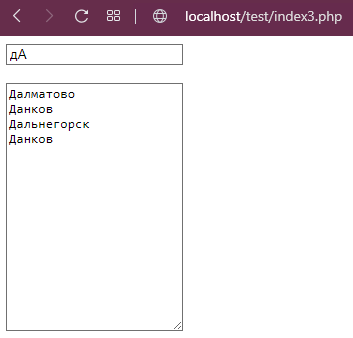 localhost/test/index3.php
дА
Далматово
Данков
Дальнегорск
Данков